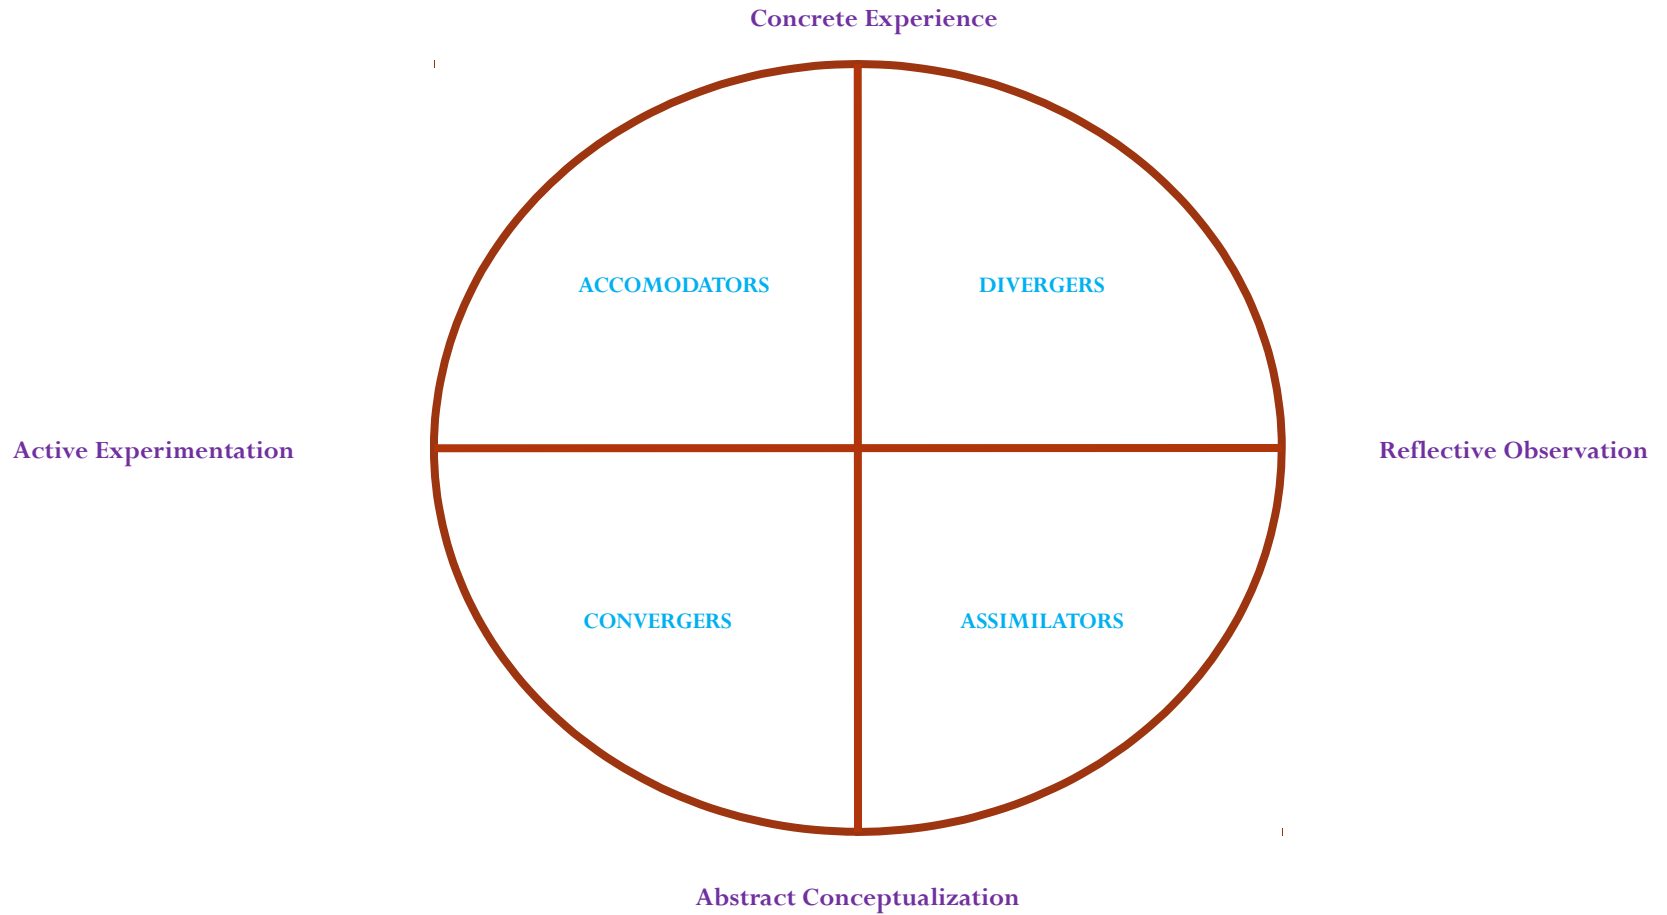 Concrete Experience
ACCOMODATORS
DIVERGERS
Active Experimentation
Reflective Observation
CONVERGERS
ASSIMILATORS
Abstract Conceptualization